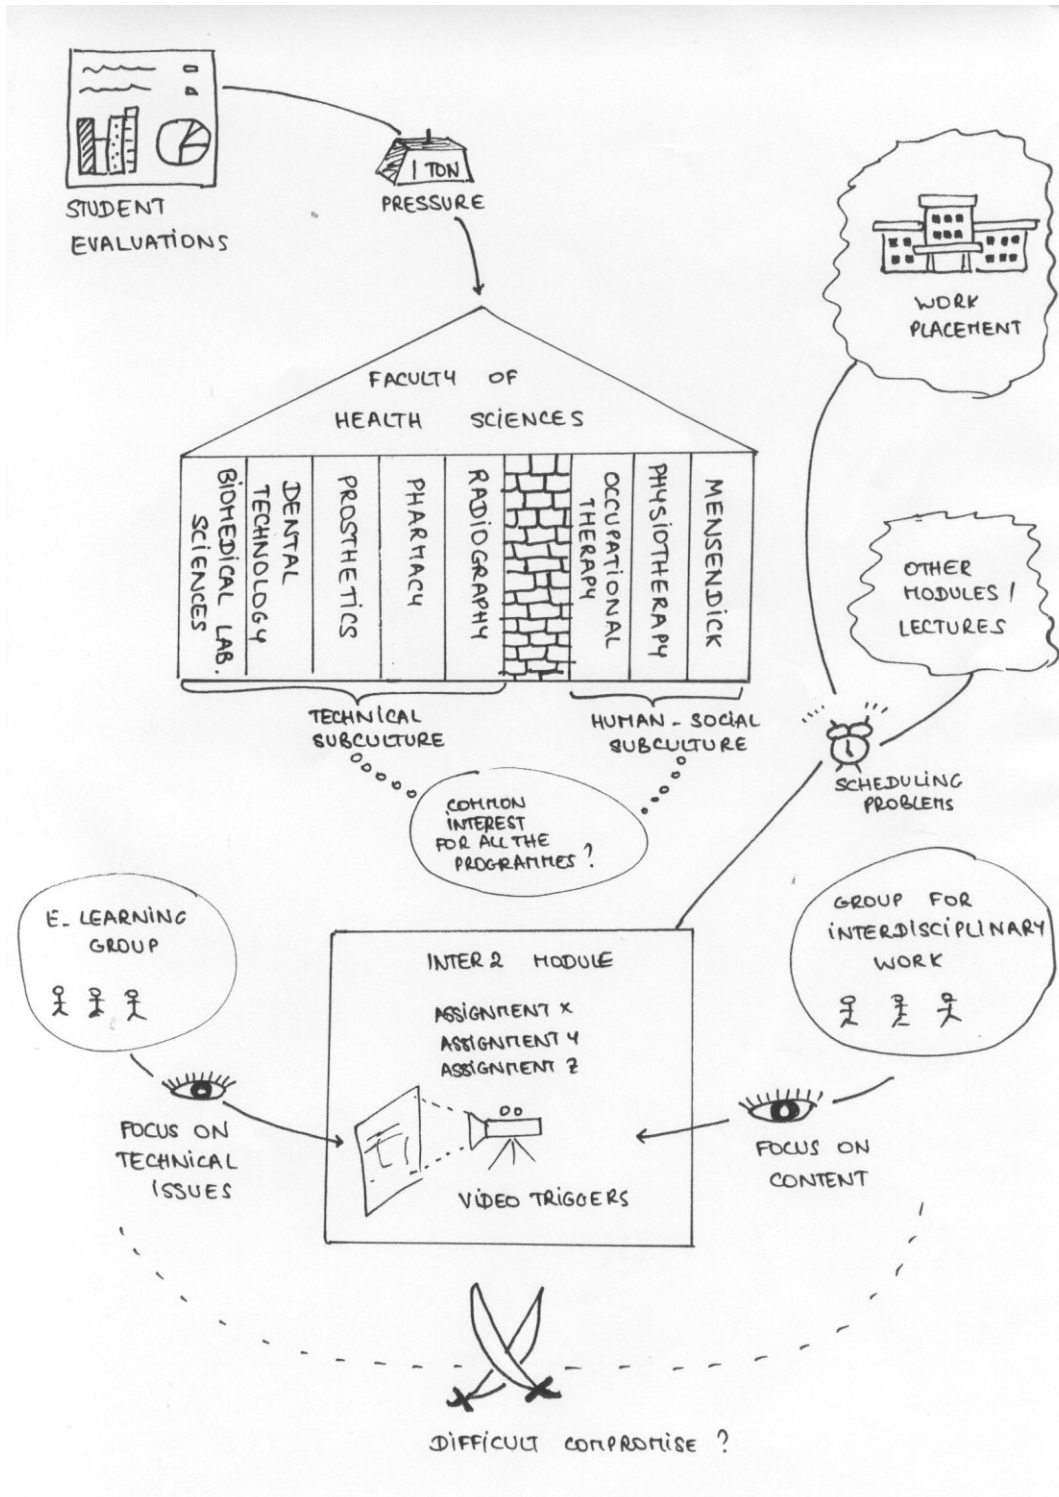 STUDENT
EVALUATIONS
1 TON
PRESSURE
WORK
PLACEMENT
FACULTY OF
HEALTH SCIENCES
BIOMEDICAL LAB.
SCIENCES
DENTAL
TECHNOLOGY
PROSTHETICS
PHARMACY
RADIOGRAPHY
OCCUPATIONAL
THERAPY
PHYSIOTHERAPY
MENSENDICK
OTHER
MODULES /
LECTURES
TECHNICAL
SUBCULTURE
HUMAN - SOCIAL
SUBCULTURE
SCHEDULING
PROBLEMS
COMMON
INTEREST
FOR ALL THE
PROGRAMMES ?
E-LEARNING
GROUP
GROUP FOR
INTERDISCIPLINARY
WORK
INTER 2 MODULE
ASSIGNMENT X
ASSIGNMENT Y
ASSIGNMENT Z
VIDEO TRIGGERS
FOCUS ON
TECHNICAL
ISSUES
FOCUS ON
CONTENT
DIFFICULT COMPROMISE ?